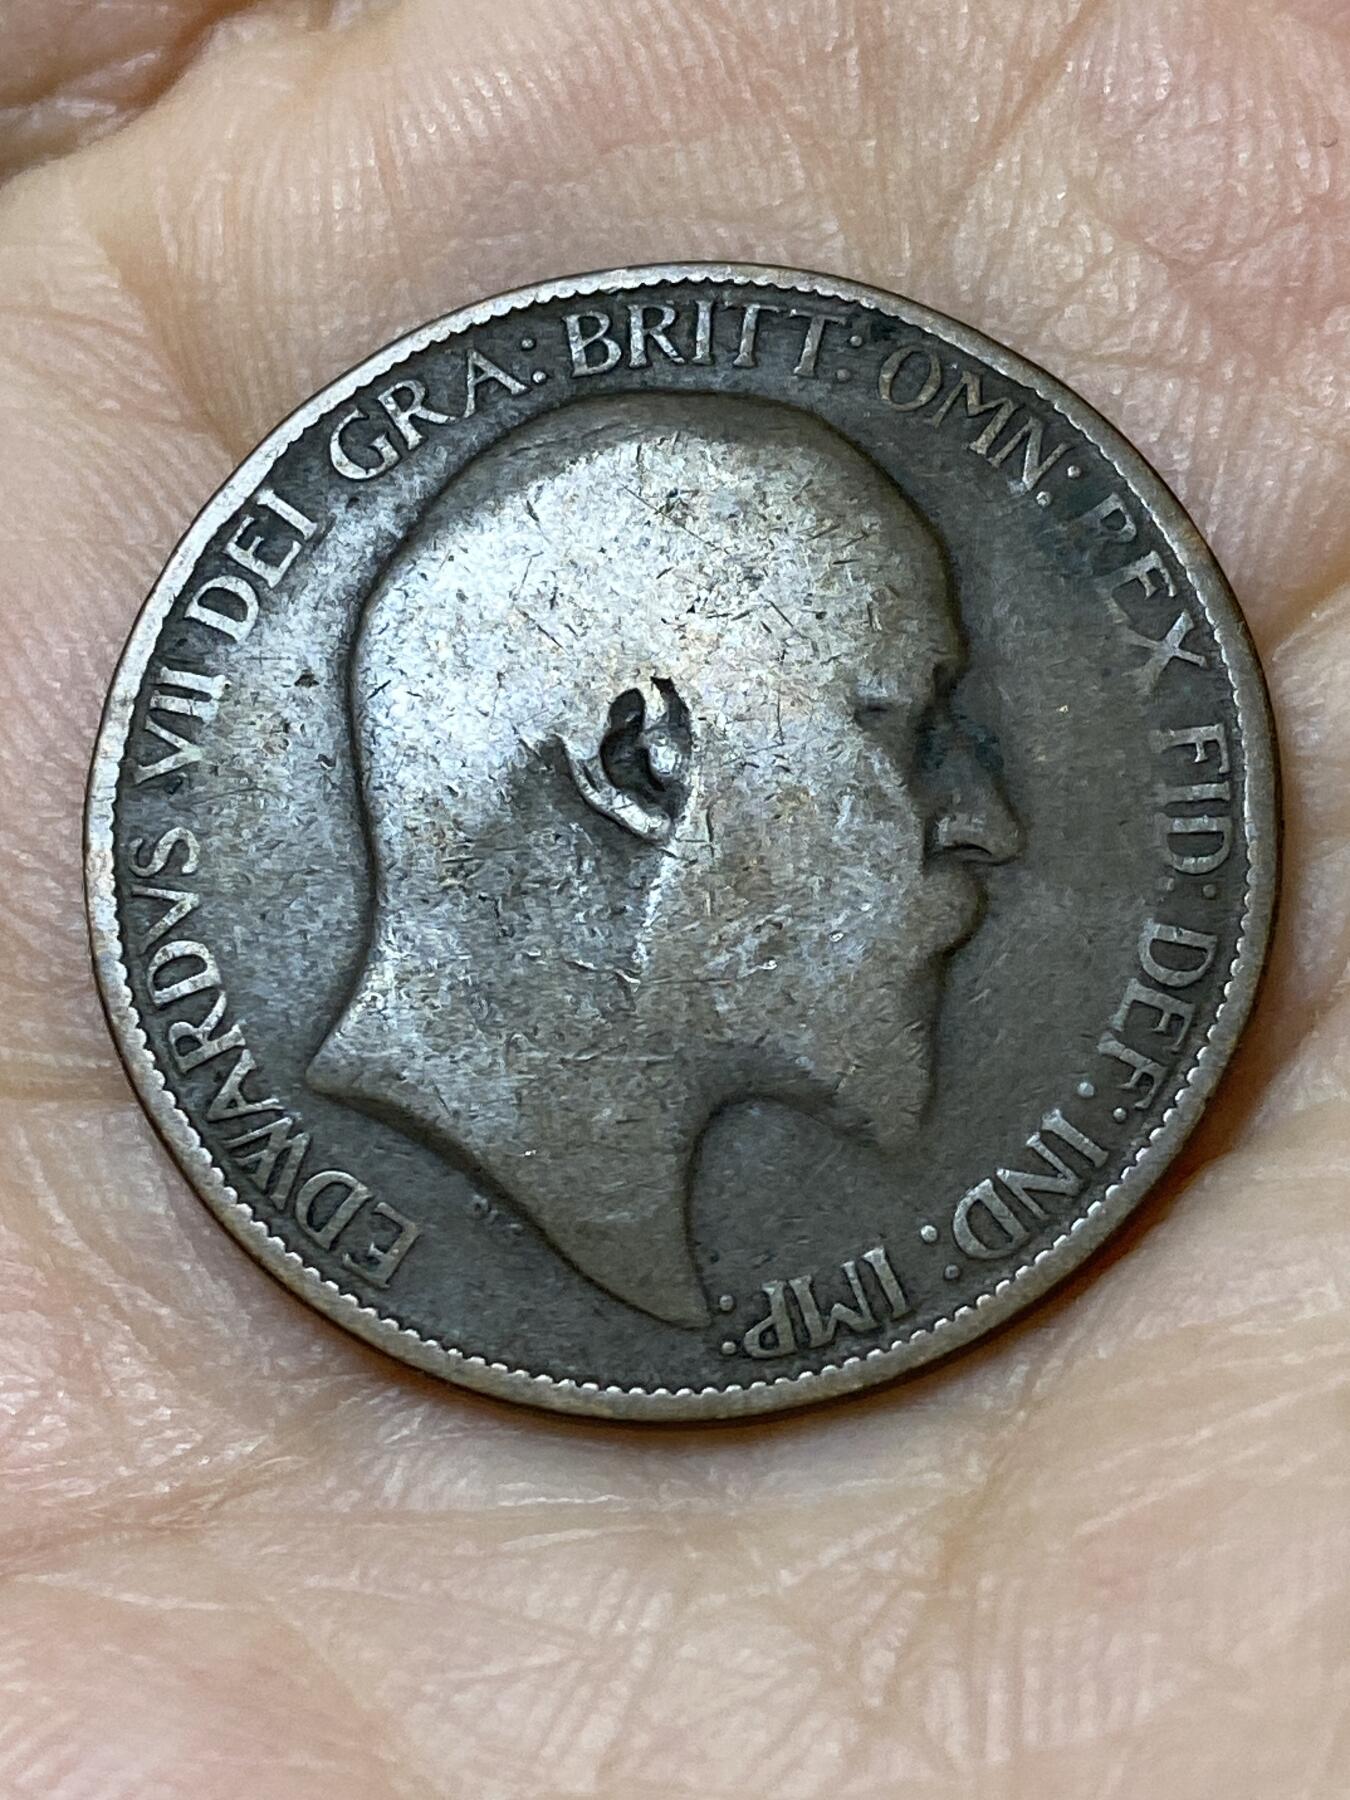 EDWARDVS VII DEI GRA: BRITT: OMN: REX FID: DEF: IND: IMP: